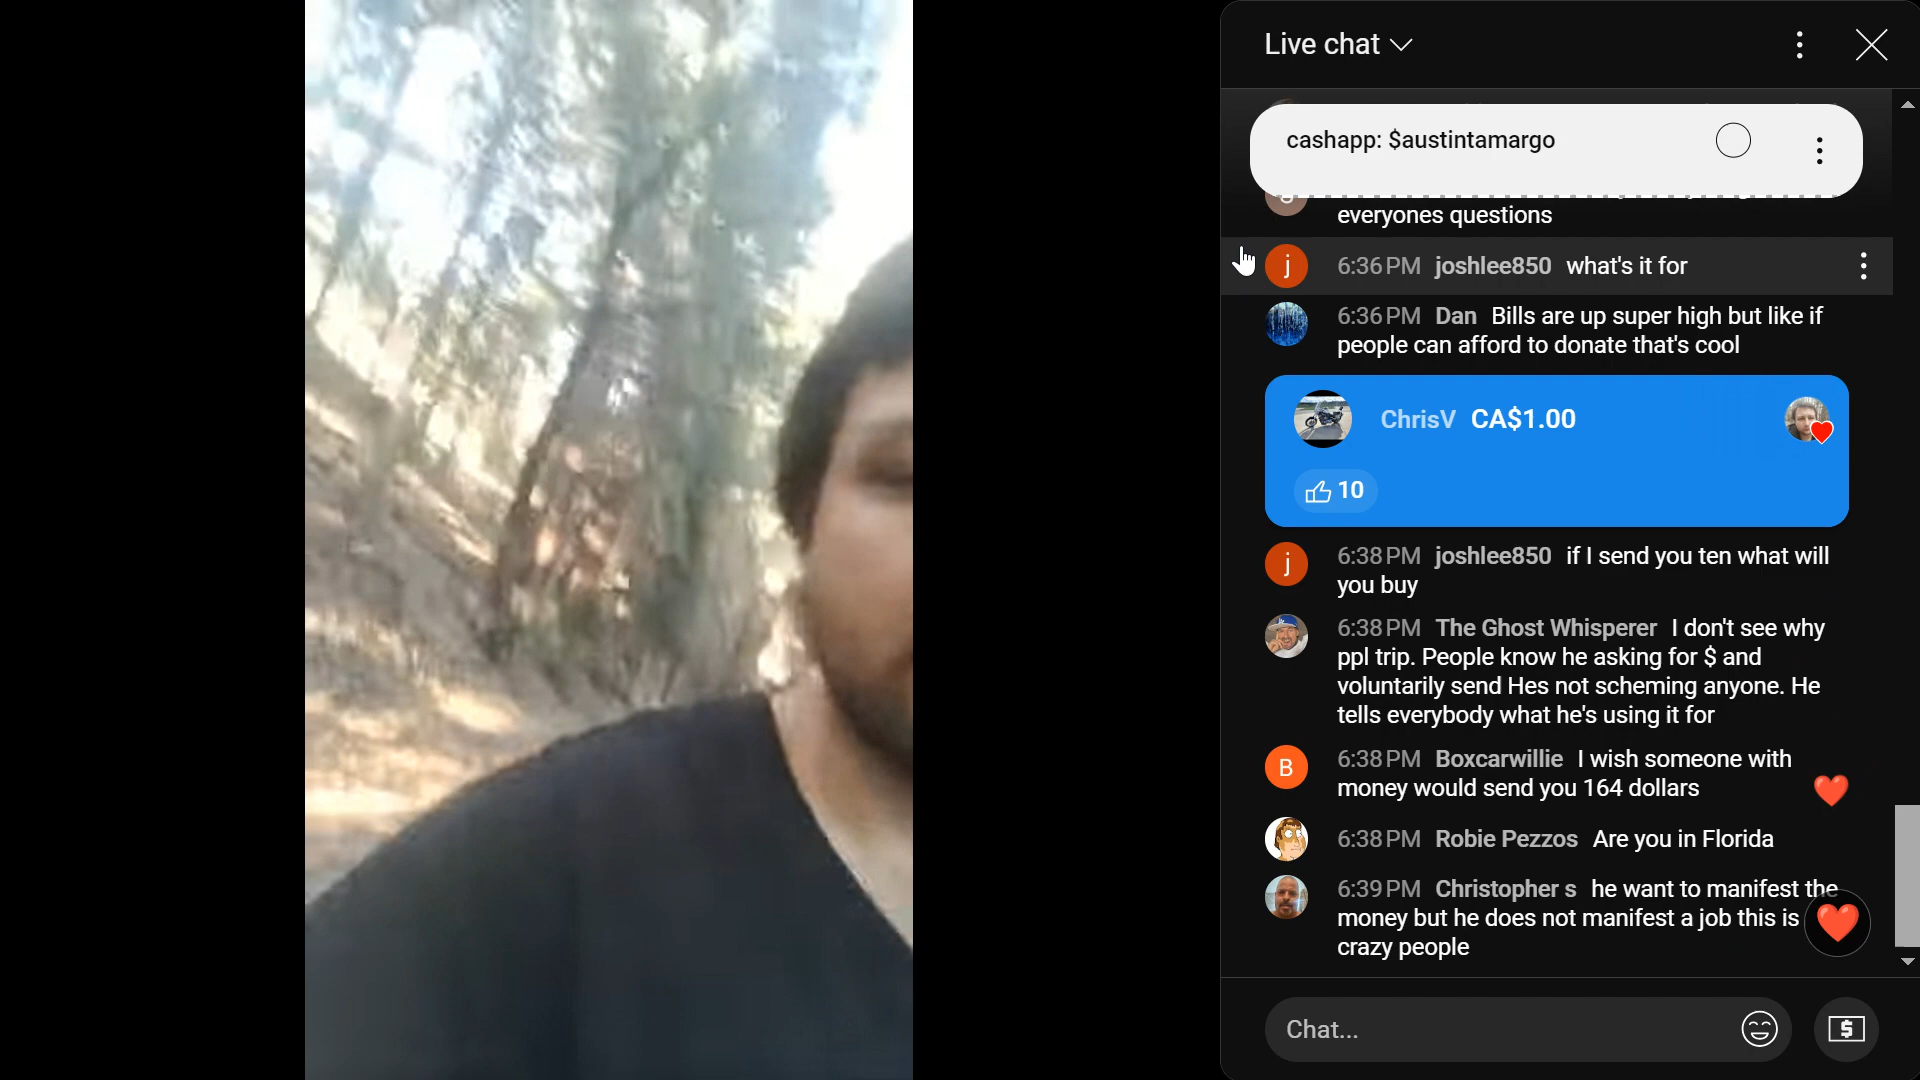 Live chat
cashapp: $austintamargo
everyones questions
j
6:36 PM joshlee850 what's it for
6:36 PM Dan Bills are up super high but like if
people can afford to donate that's cool
ChrisV CA$1.00
10
j
6:38 PM joshlee850 if I send you ten what will
you buy
6:38 PM The Ghost Whisperer I don't see why
ppl trip. People know he asking for $ and
voluntarily send Hes not scheming anyone. He
tells everybody what he's using it for
B
6:38 PM Boxcarwillie I wish someone with
money would send you 164 dollars
6:38 PM Robie Pezzos Are you in Florida
6:39 PM Christopher s he want to manifest the
money but he does not manifest a job this is
crazy people
Chat...
$